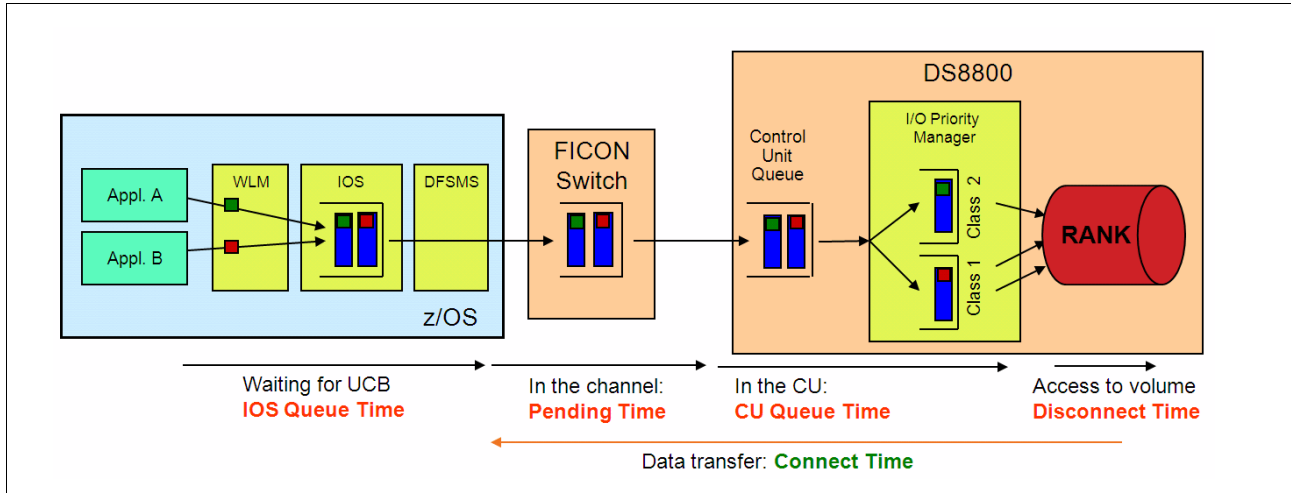 DS8800
I/O Priority
Manager
FICON
Switch
Control
Unit
Queue
WLM
IOS
DFSMS
Appl. A
Appl. B
Class 2
Class 1
RANK
z/OS
Waiting for UCB
IOS Queue Time
In the channel:
Pending Time
In the CU:
CU Queue Time
Access to volume
Disconnect Time
Data transfer: Connect Time